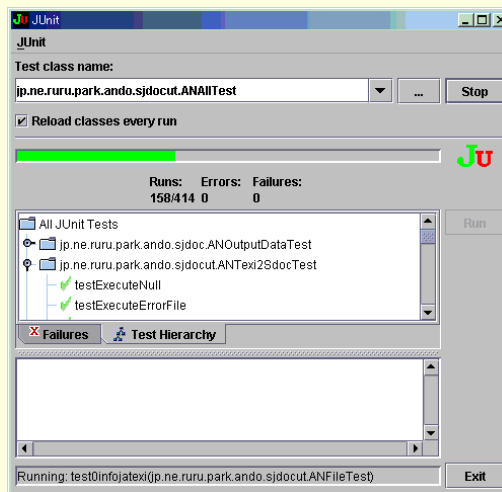 JU JUnit
JUnit
Test class name:
jp.ne.ruru.park.ando.sjdocut.ANAllTest
...
Stop
Reload classes every run
JU
Runs: Errors: Failures:
158/414 0 0
Run
All JUnit Tests
jp.ne.ruru.park.ando.sjdoc.ANOutputDataTest
jp.ne.ruru.park.ando.sjdocut.ANTexi2SdocTest
testExecuteNull
testExecuteErrorFile
Failures
Test Hierarchy
Running: test0infojatexi(jp.ne.ruru.park.ando.sjdocut.ANFileTest)
Exit